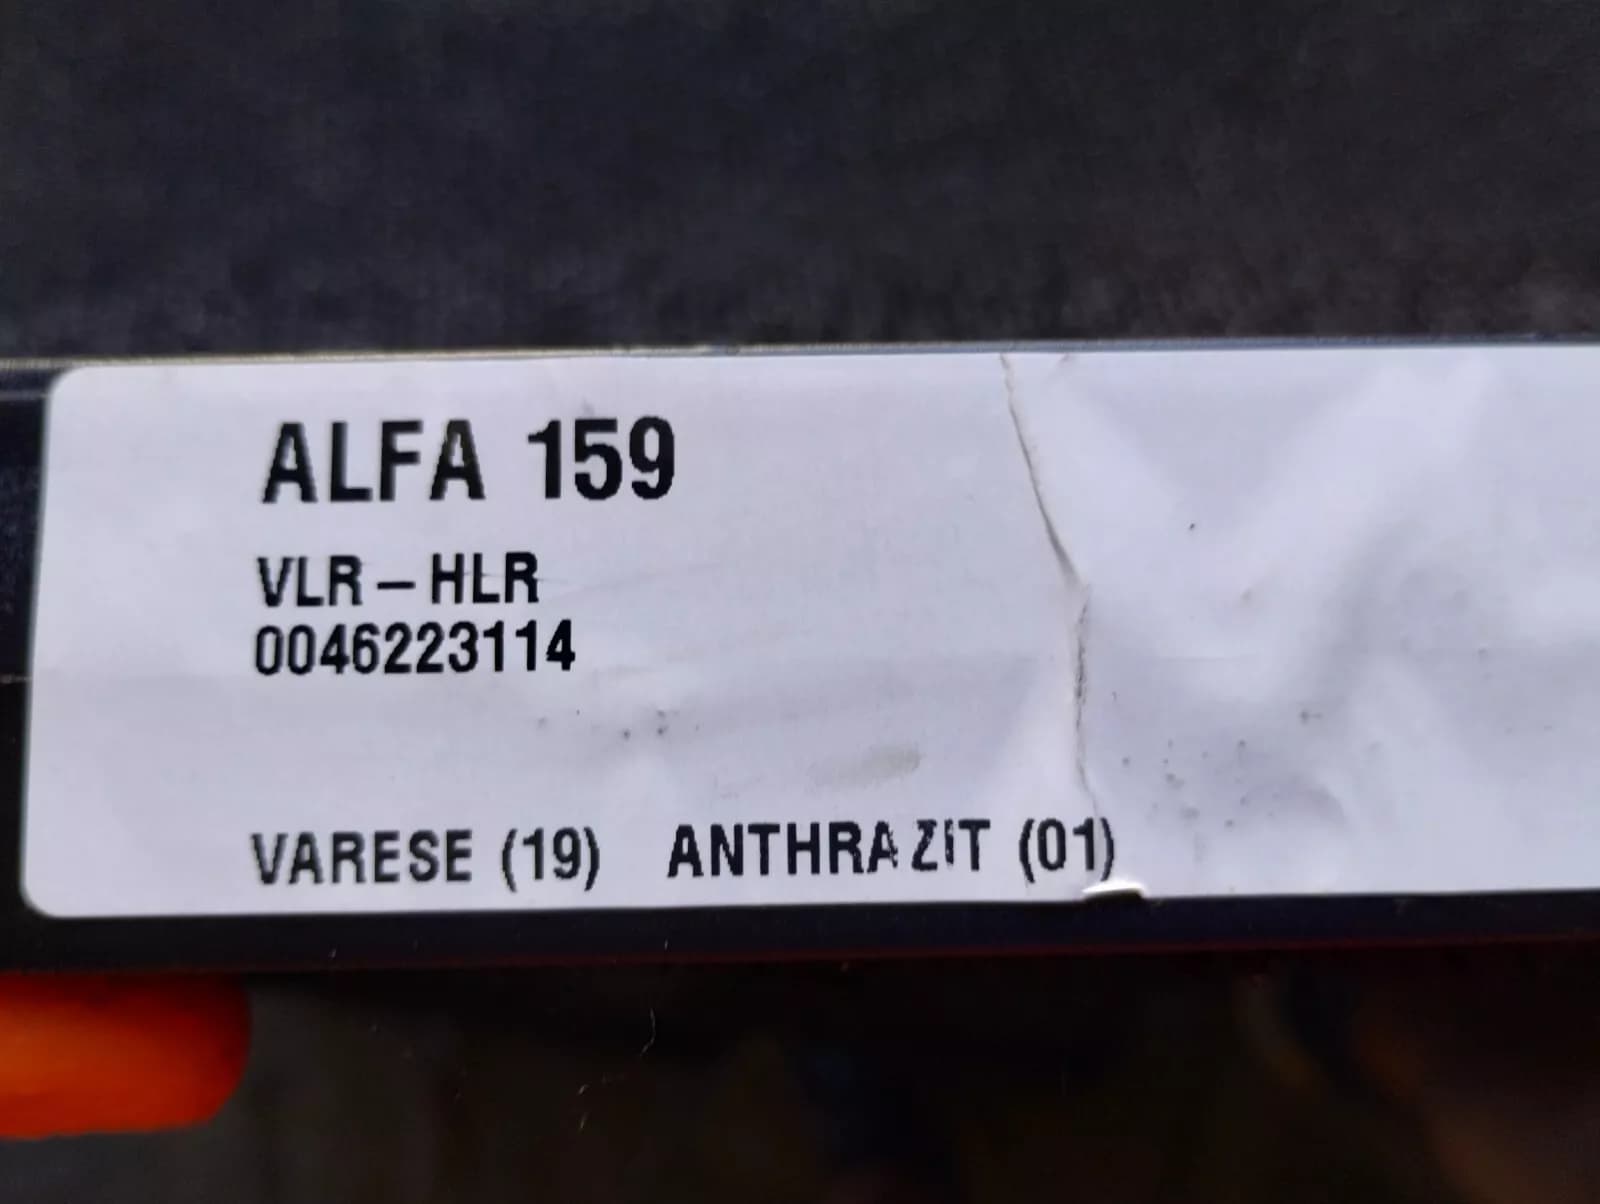 ALFA 159
VLR – HLR
0046223114
VARESE (19) ANTHRAZIT (01)